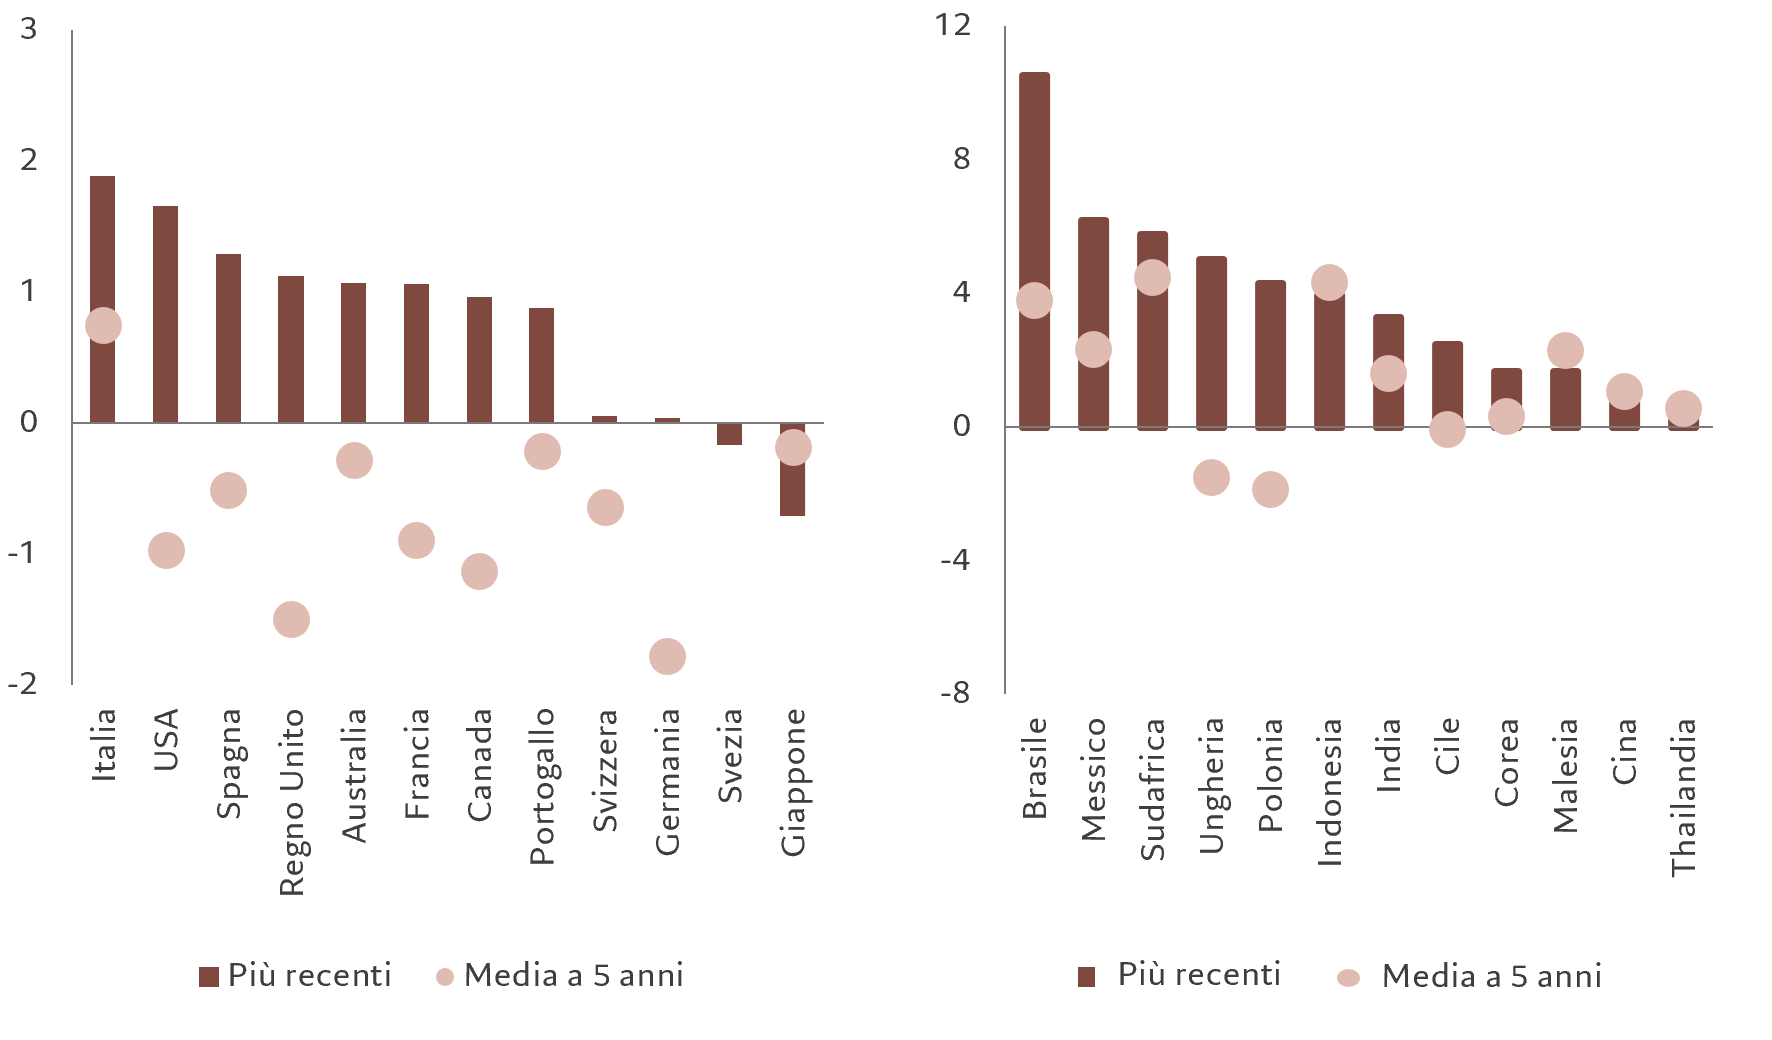 3
2
1
0
-1
-2
Italia
USA
Spagna
Regno Unito
Australia
Francia
Canada
Portogallo
Svizzera
Germania
Svezia
Giappone
Più recenti
Media a 5 anni
12
8
4
0
-4
-8
Brasile
Messico
Sudafrica
Ungheria
Polonia
Indonesia
India
Cile
Corea
Malesia
Cina
Thailandia
Più recenti
Media a 5 anni